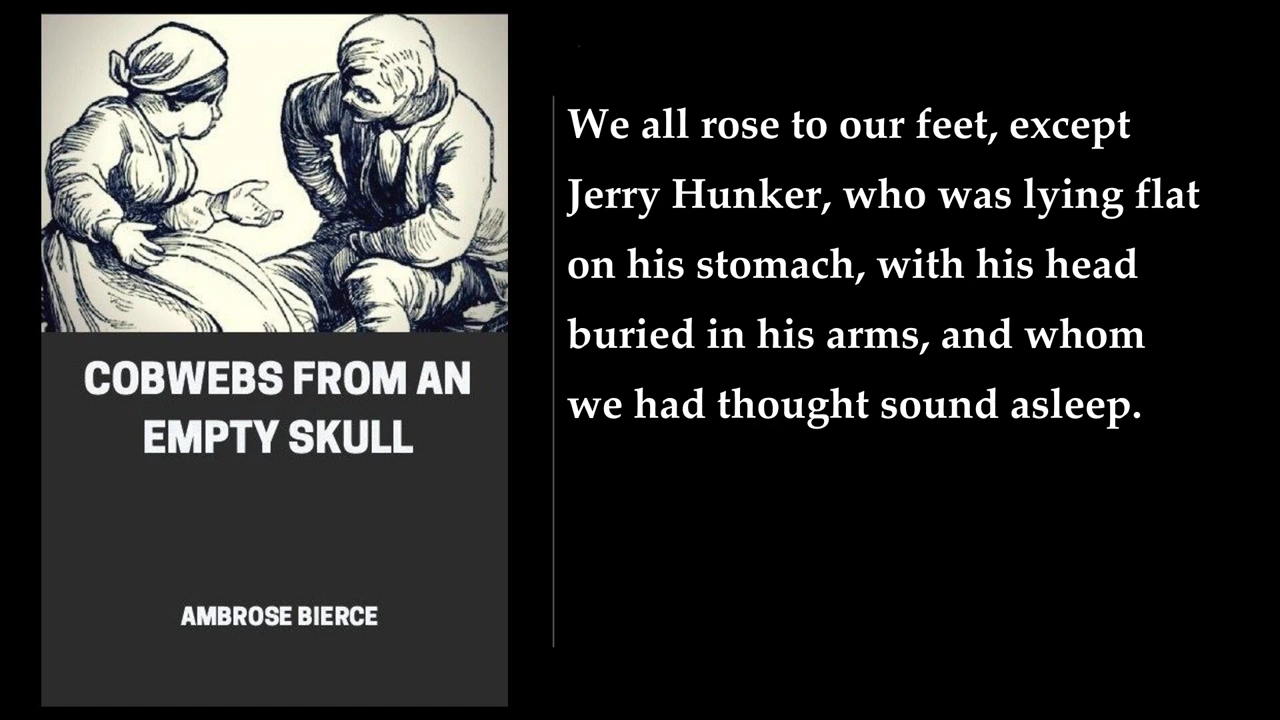 COBWEBS FROM AN
EMPTY SKULL
AMBROSE BIERCE
We all rose to our feet, except
Jerry Hunker, who was lying flat
on his stomach, with his head
buried in his arms, and whom
we had thought sound asleep.